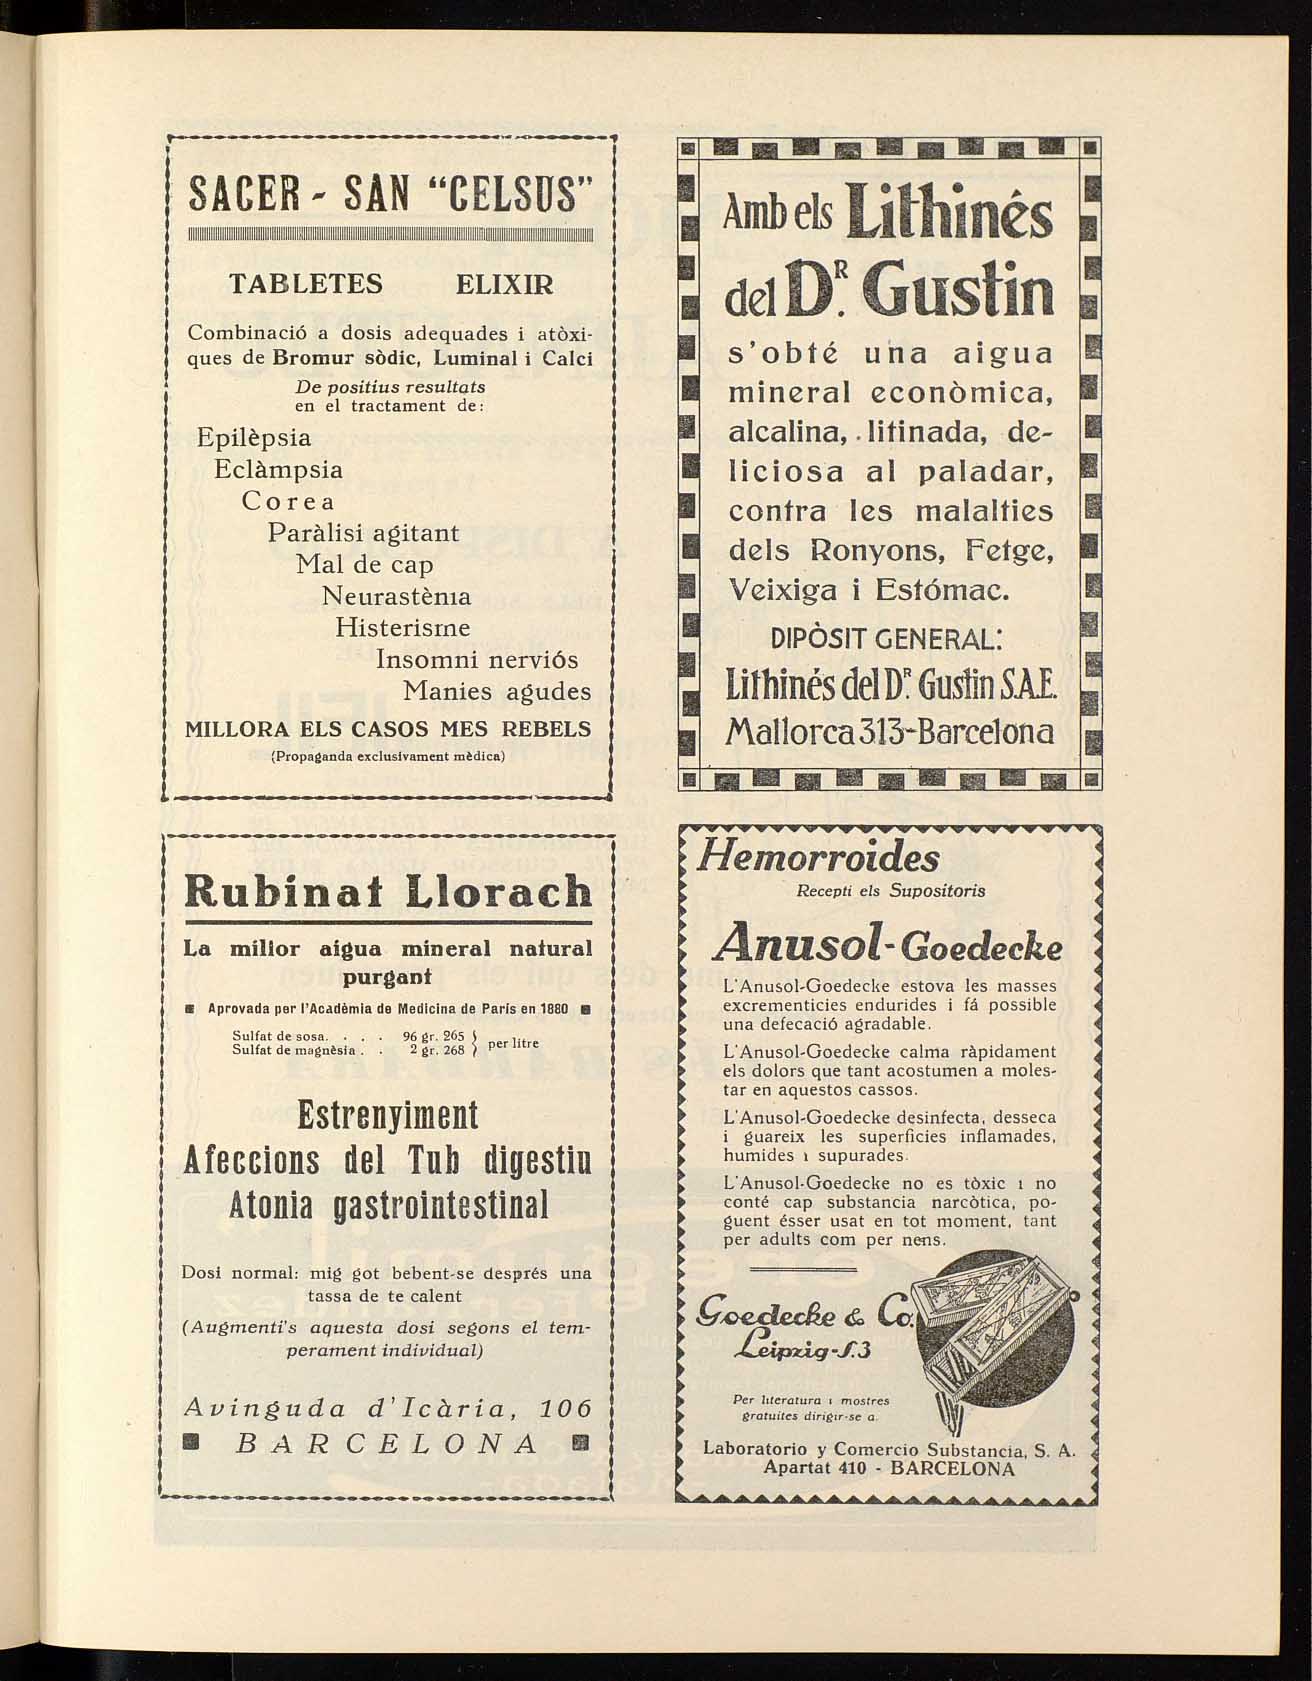 SACER - SAN “CELSUS”
TABLETES ELIXIR
Combinació a dosis adequades i atòxi-
ques de Bromur sòdic, Luminal i Calci
De positius resultats
en el tractament de:
Epilèpsia
Eclàmpsia
Corea
Paràlisi agitant
Mal de cap
Neurastènia
Histerisme
Insomni nerviós
Manies agudes
MILLORA ELS CASOS MES REBELS
(Propaganda exclusivament mèdica)
Amb els Lithinés
del DR. Gustin
s'obté una aigua
mineral econòmica,
alcalina, litinada, de-
liciosa al paladar,
contra les malalties
dels Ronyons, Fetge,
Veixiga i Estómac.
DIPÒSIT GENERAL:
Lithinés del DR. Gustin S.A.E.
Mallorca 313-Barcelona
Rubinat Llorach
La millor aigua mineral natural
purgant
Aprovada per l'Acadèmia de Medicina de París en 1880
Sulfat de sosa. . . . 96 gr. 265 } per litre
Sulfat de magnèsia . . 2 gr. 268
Estrenyiment
Afeccions del Tub digestiu
Atonia gastrointestinal
Dosi normal: mig got bebent-se després una
tassa de te calent
(Augmenti's aquesta dosi segons el tem-
perament individual)
Avinguda d'Icària, 106
BARCELONA
Hemorroides
Recepti els Supositoris
Anusol-Goedecke
L'Anusol-Goedecke estova les masses
excrementicies endurides i fá possible
una defecació agradable.
L'Anusol-Goedecke calma ràpidament
els dolors que tant acostumen a moles-
tar en aquestos cassos.
L'Anusol-Goedecke desinfecta, desseca
i guareix les superficies inflamades,
humides i supurades.
L'Anusol-Goedecke no es tòxic i no
conté cap substancia narcòtica, po-
guent ésser usat en tot moment, tant
per adults com per nens.
Goedecke & Co.
Leipzig-S.3
Per literatura i mostres
gratuites dirigir-se a.
Laboratorio y Comercio Substancia, S. A.
Apartat 410 - BARCELONA